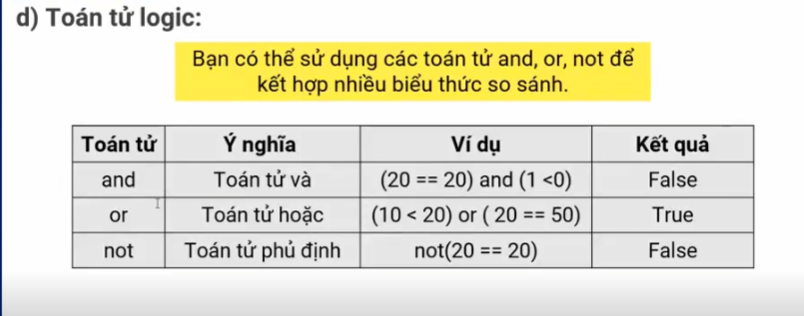 d) Toán tử logic:
Bạn có thể sử dụng các toán tử and, or, not để
kết hợp nhiều biểu thức so sánh.
Toán tử Ý nghĩa Ví dụ Kết quả
and Toán tử và (20 == 20) and (1 <0) False
or Toán tử hoặc (10 < 20) or ( 20 == 50) True
not Toán tử phủ định not(20 == 20) False